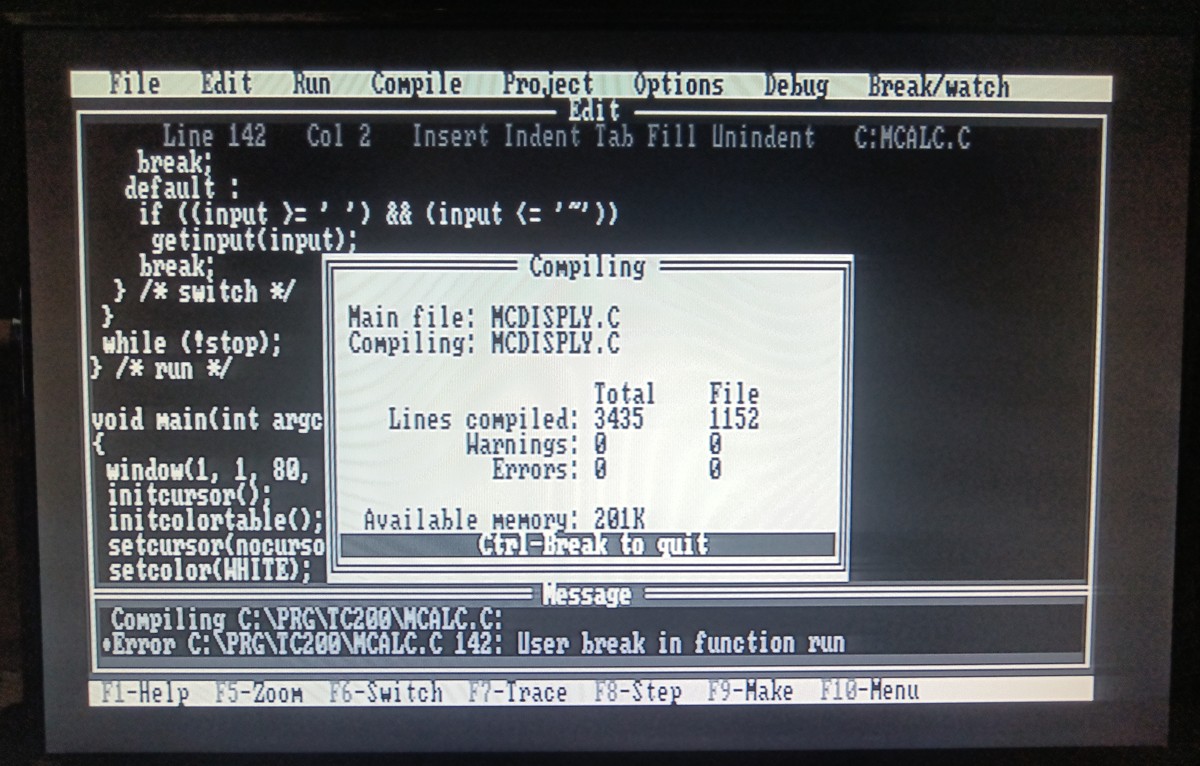 File Edit Run Compile Project Options Debug Break/watch
Edit
Line 142 Col 2 Insert Indent Tab Fill Unindent C:MCALC.C
break;
default :
if ((input >= ' ') && (input <= '~'))
getinput(input);
break;
} /* switch */
}
while (!stop);
} /* run */
void main(int argc
{
window(1, 1, 80,
initcursor();
initcolortable();
setcursor(nocurso
setcolor(WHITE);
Compiling
Main file: MCDISPLY.C
Compiling: MCDISPLY.C
Total File
Lines compiled: 3435 1152
Warnings: 0 0
Errors: 0 0
Available memory: 201K
Ctrl-Break to quit
Message
Compiling C:\PRG\TC200\MCALC.C:
•Error C:\PRG\TC200\MCALC.C 142: User break in function run
F1-Help F5-Zoom F6-Switch F7-Trace F8-Step F9-Make F10-Menu